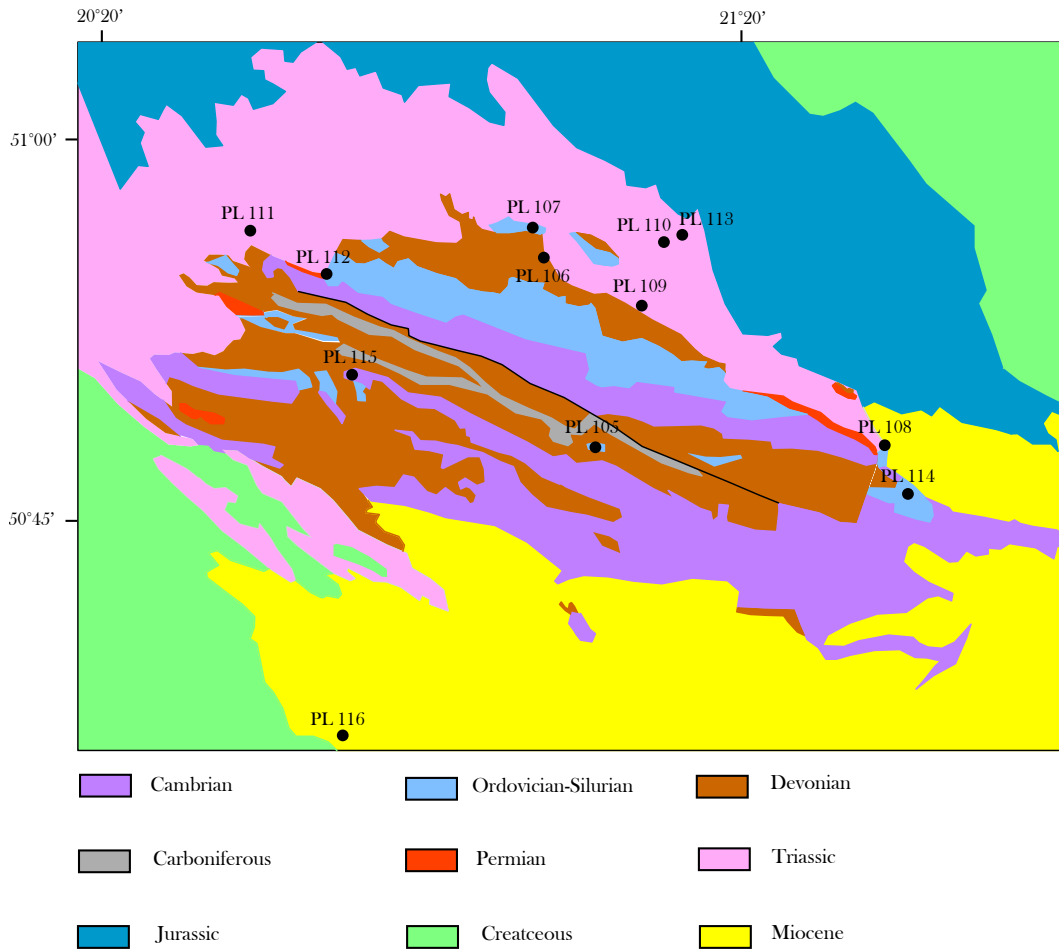 20°20’
21°20’
51°00’
PL 107
PL 111
PL 110
PL 113
PL 112
PL 106
PL 109
PL 115
PL 105
PL 108
PL 114
50°45’
PL 116
Cambrian
Ordovician-Silurian
Devonian
Carboniferous
Permian
Triassic
Jurassic
Creatceous
Miocene